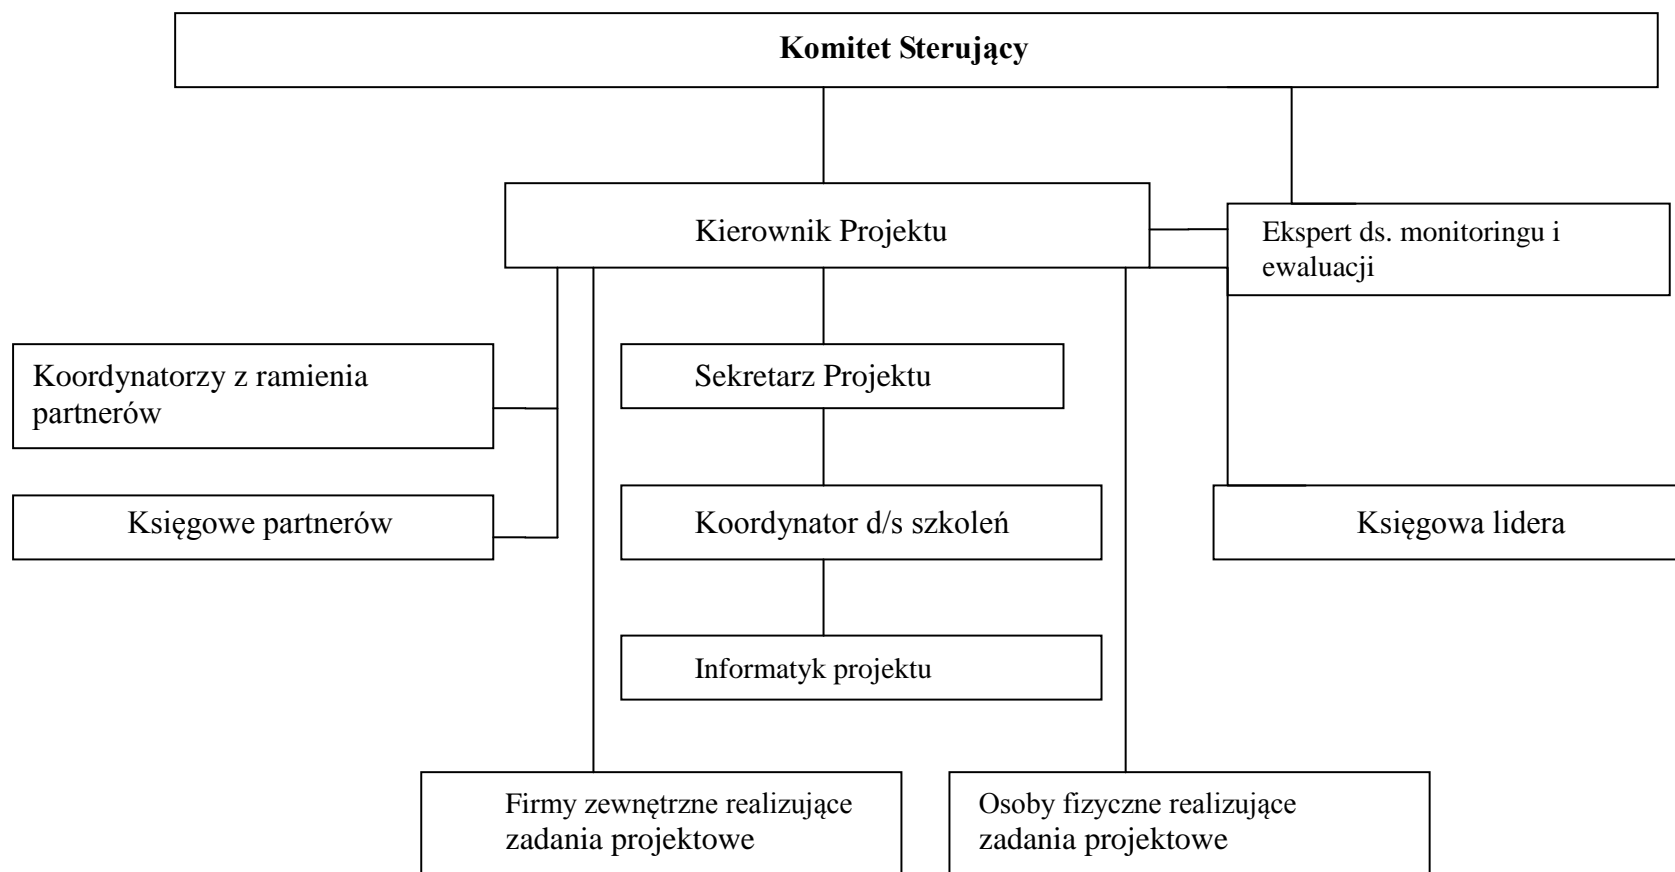 Komitet Sterujący
Kierownik Projektu
Ekspert ds. monitoringu i
ewaluacji
Koordynatorzy z ramienia
partnerów
Sekretarz Projektu
Księgowe partnerów
Koordynator d/s szkoleń
Księgowa lidera
Informatyk projektu
Firmy zewnętrzne realizujące
zadania projektowe
Osoby fizyczne realizujące
zadania projektowe